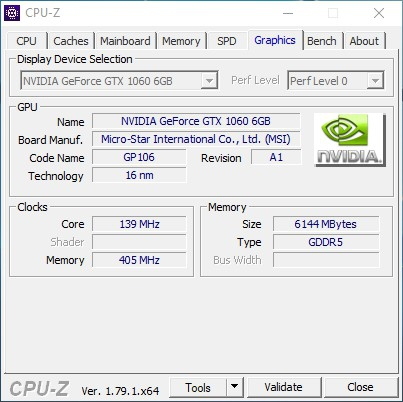 CPU-Z
CPU Caches Mainboard Memory SPD Graphics Bench About
Display Device Selection
NVIDIA GeForce GTX 1060 6GB Perf Level Perf Level 0
GPU
Name NVIDIA GeForce GTX 1060 6GB
Board Manuf. Micro-Star International Co., Ltd. (MSI)
Code Name GP106 Revision A1
Technology 16 nm
NVIDIA.
Clocks
Core 139 MHz
Shader
Memory 405 MHz
Memory
Size 6144 MBytes
Type GDDR5
Bus Width
CPU-Z Ver. 1.79.1.x64 Tools Validate Close